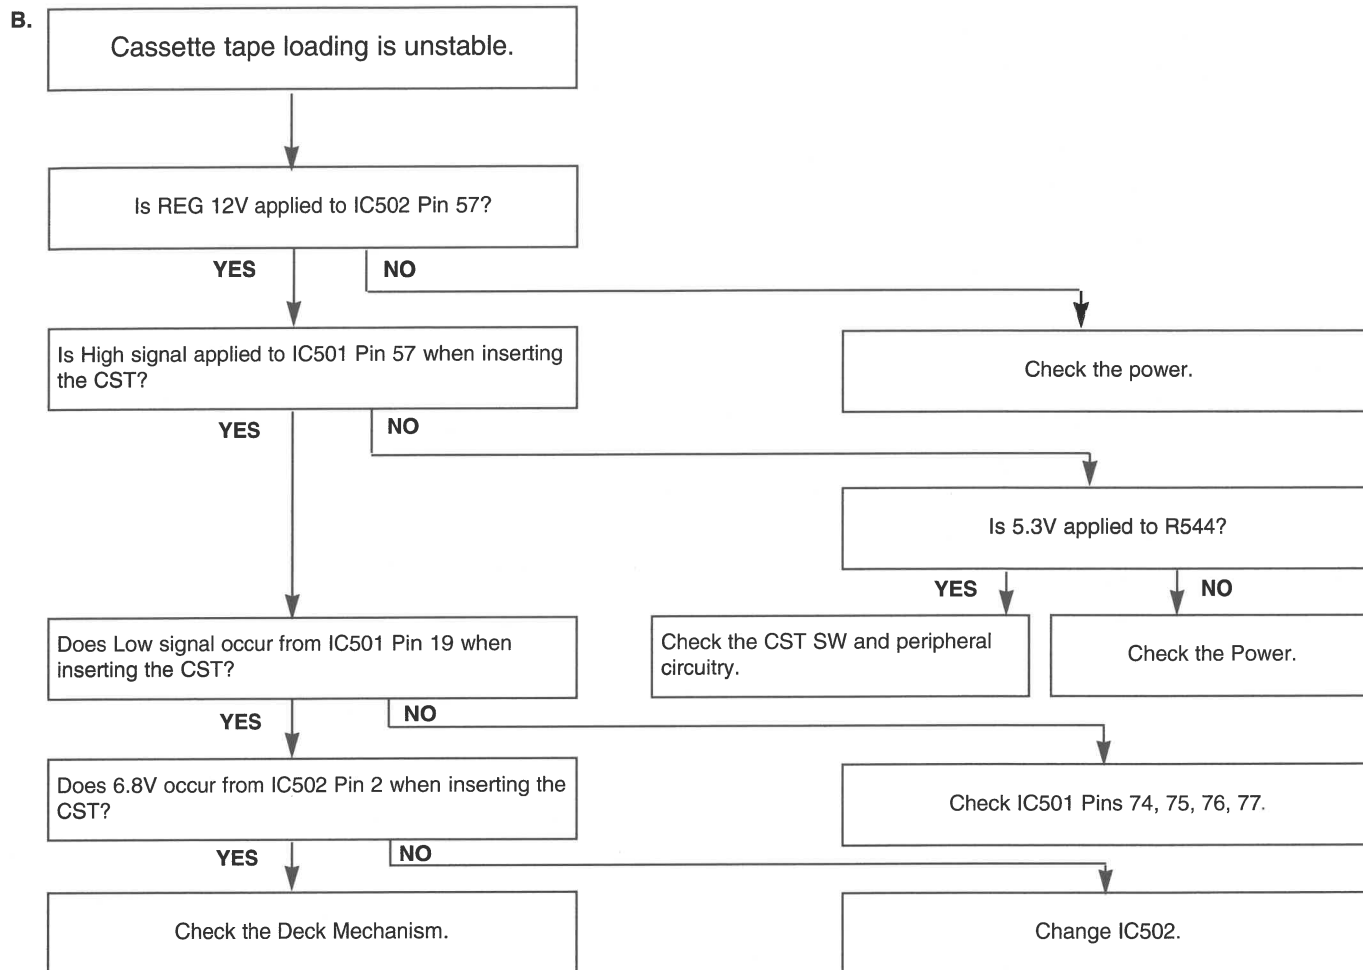 B.
Cassette tape loading is unstable.
Is REG 12V applied to IC502 Pin 57?
YES
NO
Is High signal applied to IC501 Pin 57 when inserting
the CST?
Check the power.
YES
NO
Is 5.3V applied to R544?
YES
NO
Does Low signal occur from IC501 Pin 19 when
inserting the CST?
Check the CST SW and peripheral
circuitry.
Check the Power.
YES
NO
Does 6.8V occur from IC502 Pin 2 when inserting the
CST?
Check IC501 Pins 74, 75, 76, 77.
YES
NO
Check the Deck Mechanism.
Change IC502.